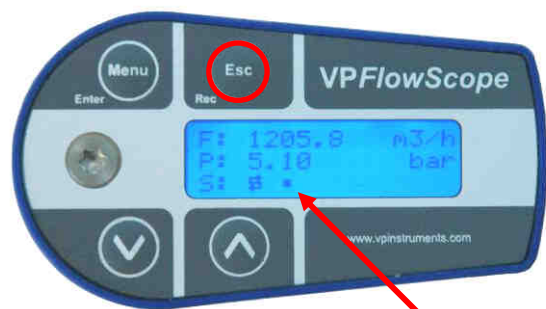 Menu
Enter
Esc
Rec
VPFlowScope
F: 1205.8 m3/h
P: 5.10 bar
S:
www.vpinstruments.com